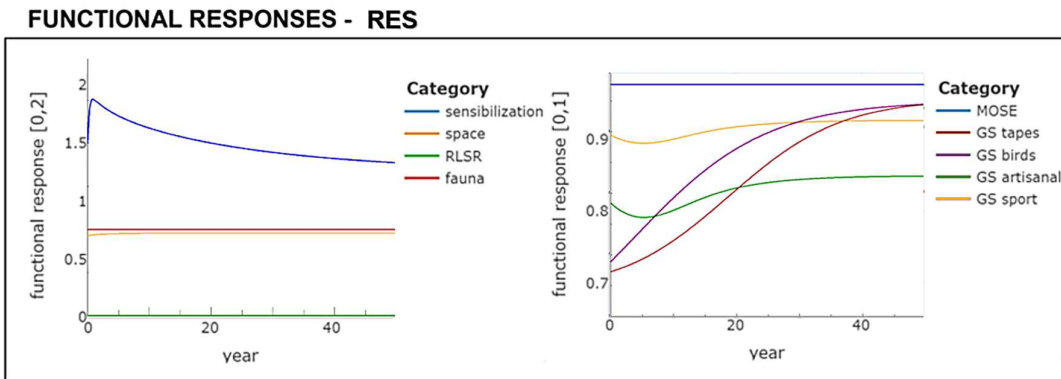 FUNCTIONAL RESPONSES - RES
functional response [0,2]
2
1.5
1
0.5
0
0
20
40
year
Category
sensibilization
space
RLSR
fauna
functional response [0,1]
0.9
0.8
0.7
0
20
40
year
Category
MOSE
GS tapes
GS birds
GS artisanal
GS sport